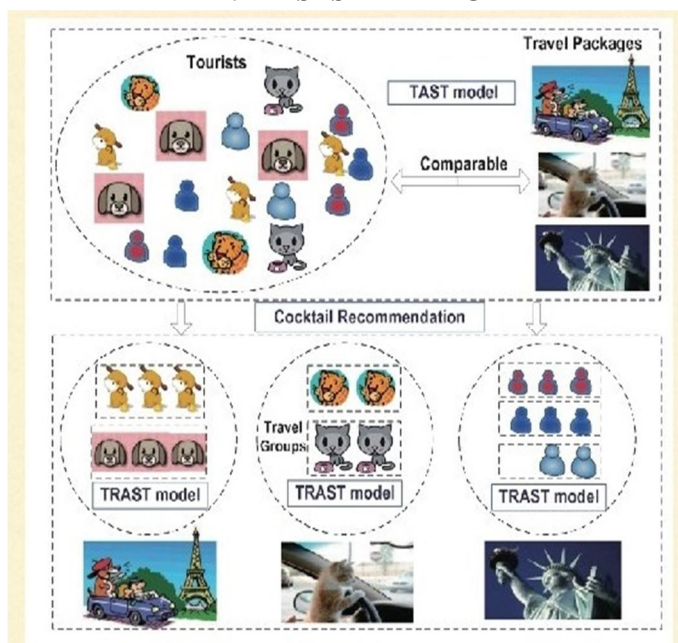 Travel Packages
Tourists
TAST model
Comparable
Cocktail Recommendation
Travel
Groups
TRAST model
TRAST model
TRAST model